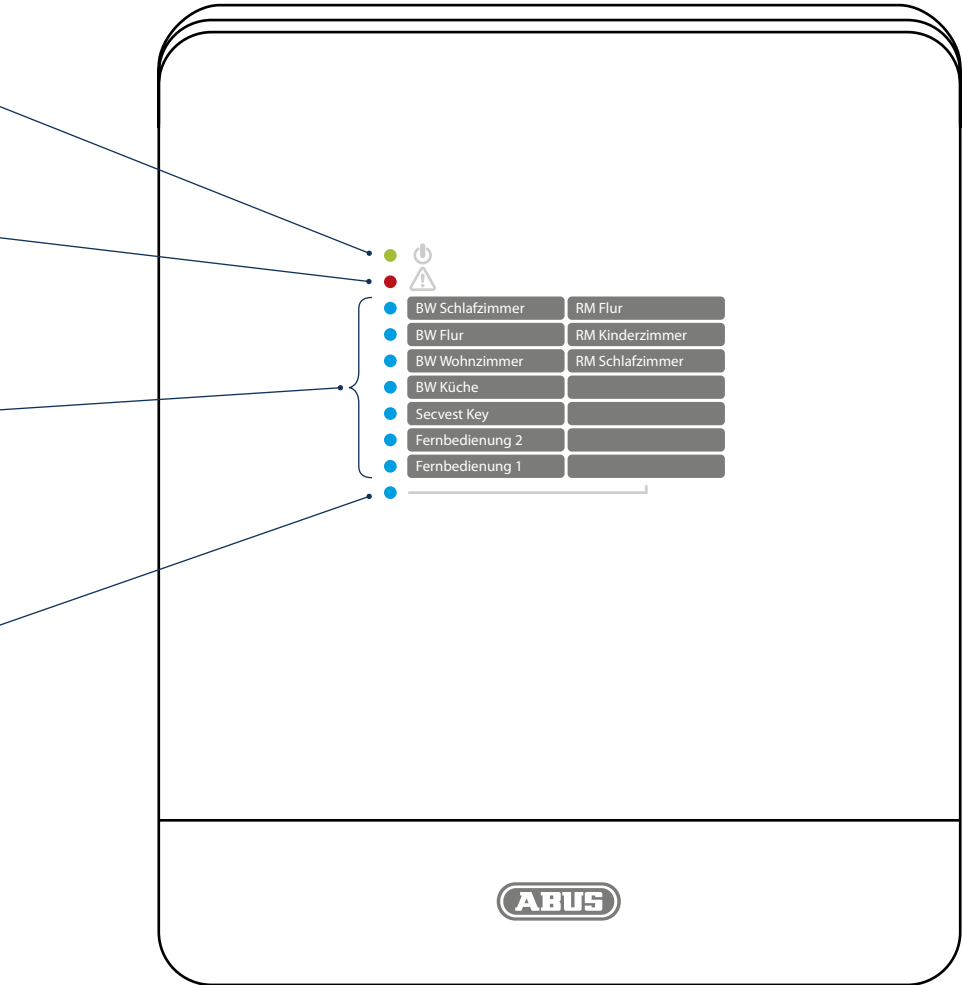 BW Schlafzimmer RM Flur
BW Flur RM Kinderzimmer
BW Wohnzimmer RM Schlafzimmer
BW Küche
Secvest Key
Fernbedienung 2
Fernbedienung 1
ABUS